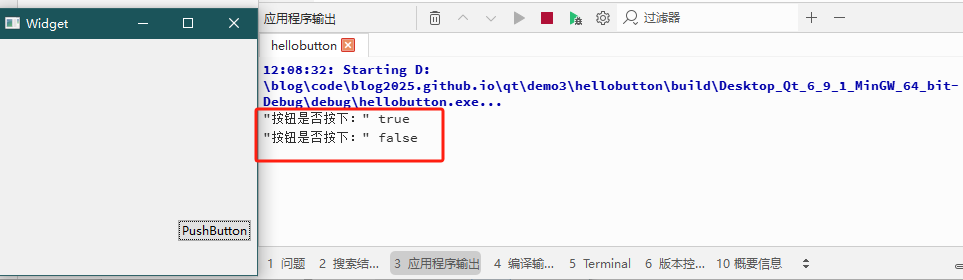 Widget
PushButton
应用程序输出
过滤器
hellobutton
12:08:32: Starting D:
\blog\code\blog2025.github.io\qt\demo3\hellobutton\build\Desktop_Qt_6_9_1_MinGW_64_bit-
Debug\debug\hellobutton.exe...
"按钮是否按下：" true
"按钮是否按下：" false
1 问题 2 搜索结... 3 应用程序输出 4 编译输... 5 Terminal 6 版本控... 10 概要信息